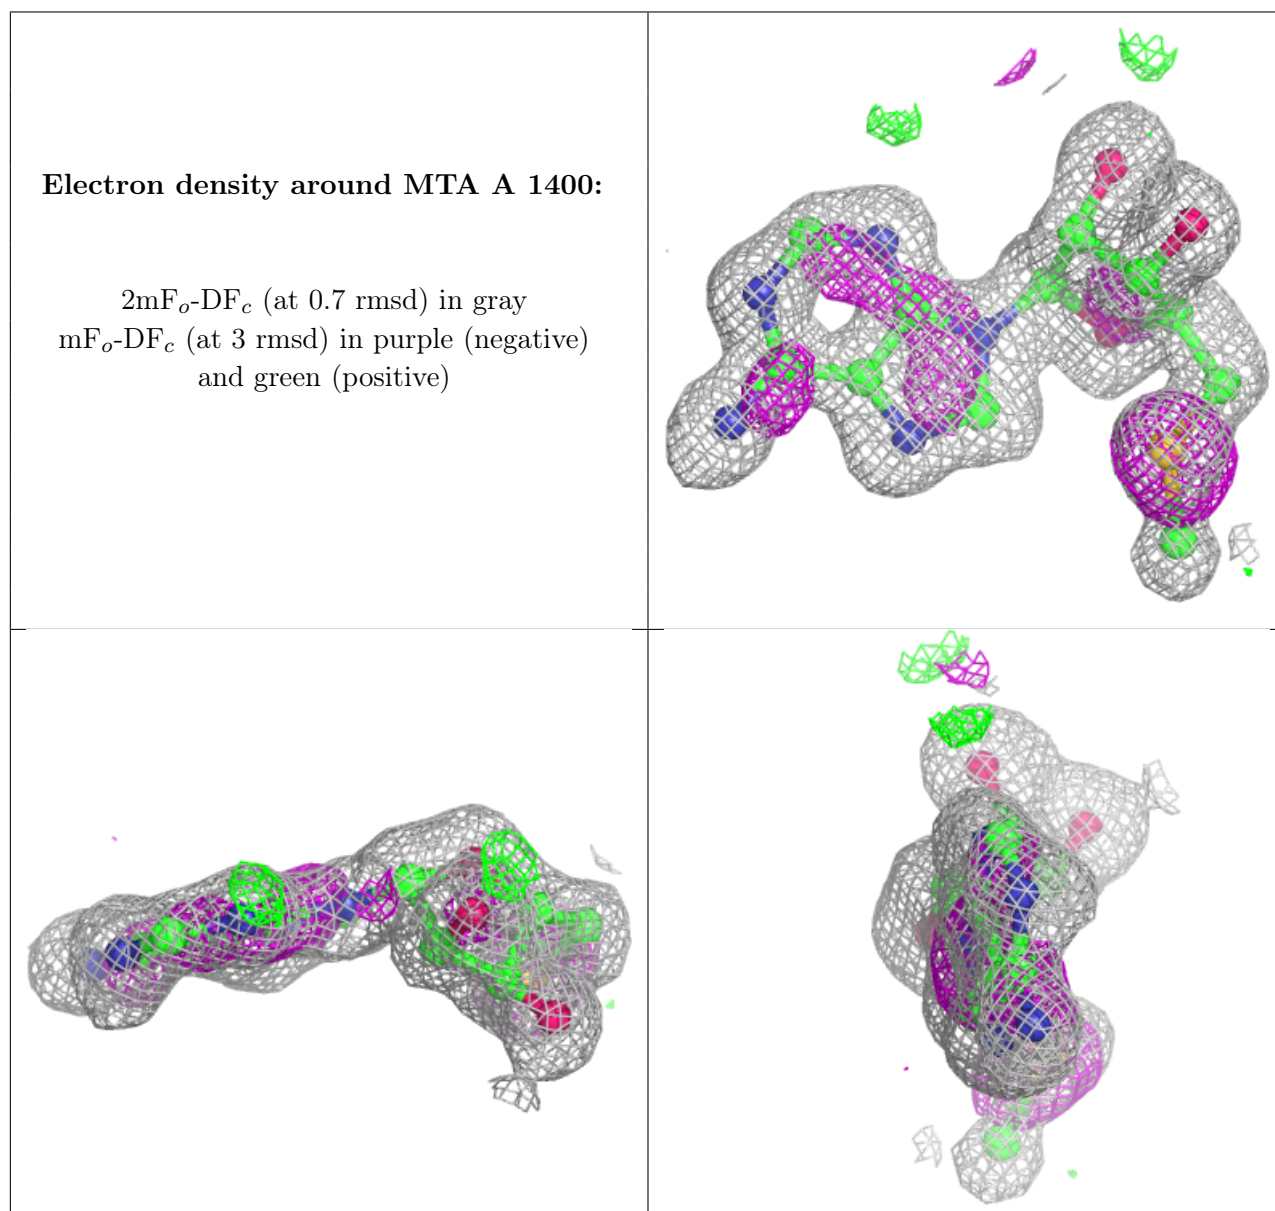 Electron density around MTA A 1400:
2mFo-DFc (at 0.7 rmsd) in gray
mFo-DFc (at 3 rmsd) in purple (negative)
and green (positive)